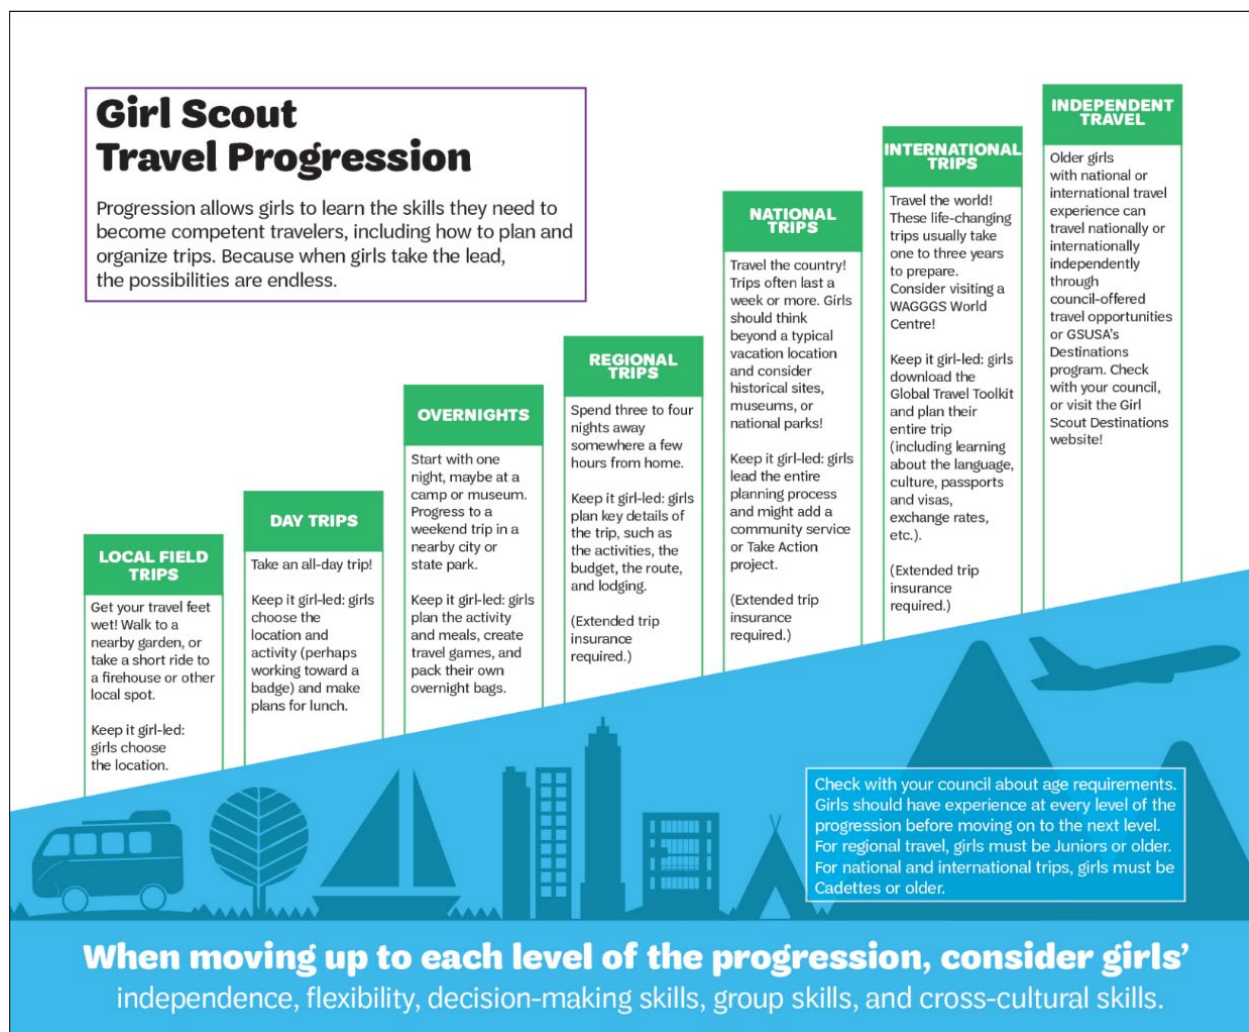 Girl Scout
Travel Progression
Progression allows girls to learn the skills they need to
become competent travelers, including how to plan and
organize trips. Because when girls take the lead,
the possibilities are endless.
LOCAL FIELD
TRIPS
Get your travel feet
wet! Walk to a
nearby garden, or
take a short ride to
a firehouse or other
local spot.
Keep it girl-led:
girls choose
the location.
DAY TRIPS
Take an all-day trip!
Keep it girl-led: girls
choose the
location and
activity (perhaps
working toward a
badge) and make
plans for lunch.
OVERNIGHTS
Start with one
night, maybe at a
camp or museum.
Progress to a
weekend trip in a
nearby city or
state park.
Keep it girl-led: girls
plan the activity
and meals, create
travel games, and
pack their own
overnight bags.
REGIONAL
TRIPS
Spend three to four
nights away
somewhere a few
hours from home.
Keep it girl-led: girls
plan key details of
the trip, such as
the activities, the
budget, the route,
and lodging.
(Extended trip
insurance
required.)
NATIONAL
TRIPS
Travel the country!
Trips often last a
week or more. Girls
should think
beyond a typical
vacation location
and consider
historical sites,
museums, or
national parks!
Keep it girl-led: girls
lead the entire
planning process
and might add a
community service
or Take Action
project.
(Extended trip
insurance
required.)
INTERNATIONAL
TRIPS
Travel the world!
These life-changing
trips usually take
one to three years
to prepare.
Consider visiting a
WAGGGS World
Centre!
Keep it girl-led: girls
download the
Global Travel Toolkit
and plan their
entire trip
(including learning
about the language,
culture, passports
and visas,
exchange rates,
etc.).
(Extended trip
insurance
required.)
INDEPENDENT
TRAVEL
Older girls
with national or
international travel
experience can
travel nationally or
internationally
independently
through
council-offered
travel opportunities
or GSUSA's
Destinations
program. Check
with your council,
or visit the Girl
Scout Destinations
website!
Check with your council about age requirements.
Girls should have experience at every level of the
progression before moving on to the next level.
For regional travel, girls must be Juniors or older.
For national and international trips, girls must be
Cadettes or older.
When moving up to each level of the progression, consider girls'
independence, flexibility, decision-making skills, group skills, and cross-cultural skills.